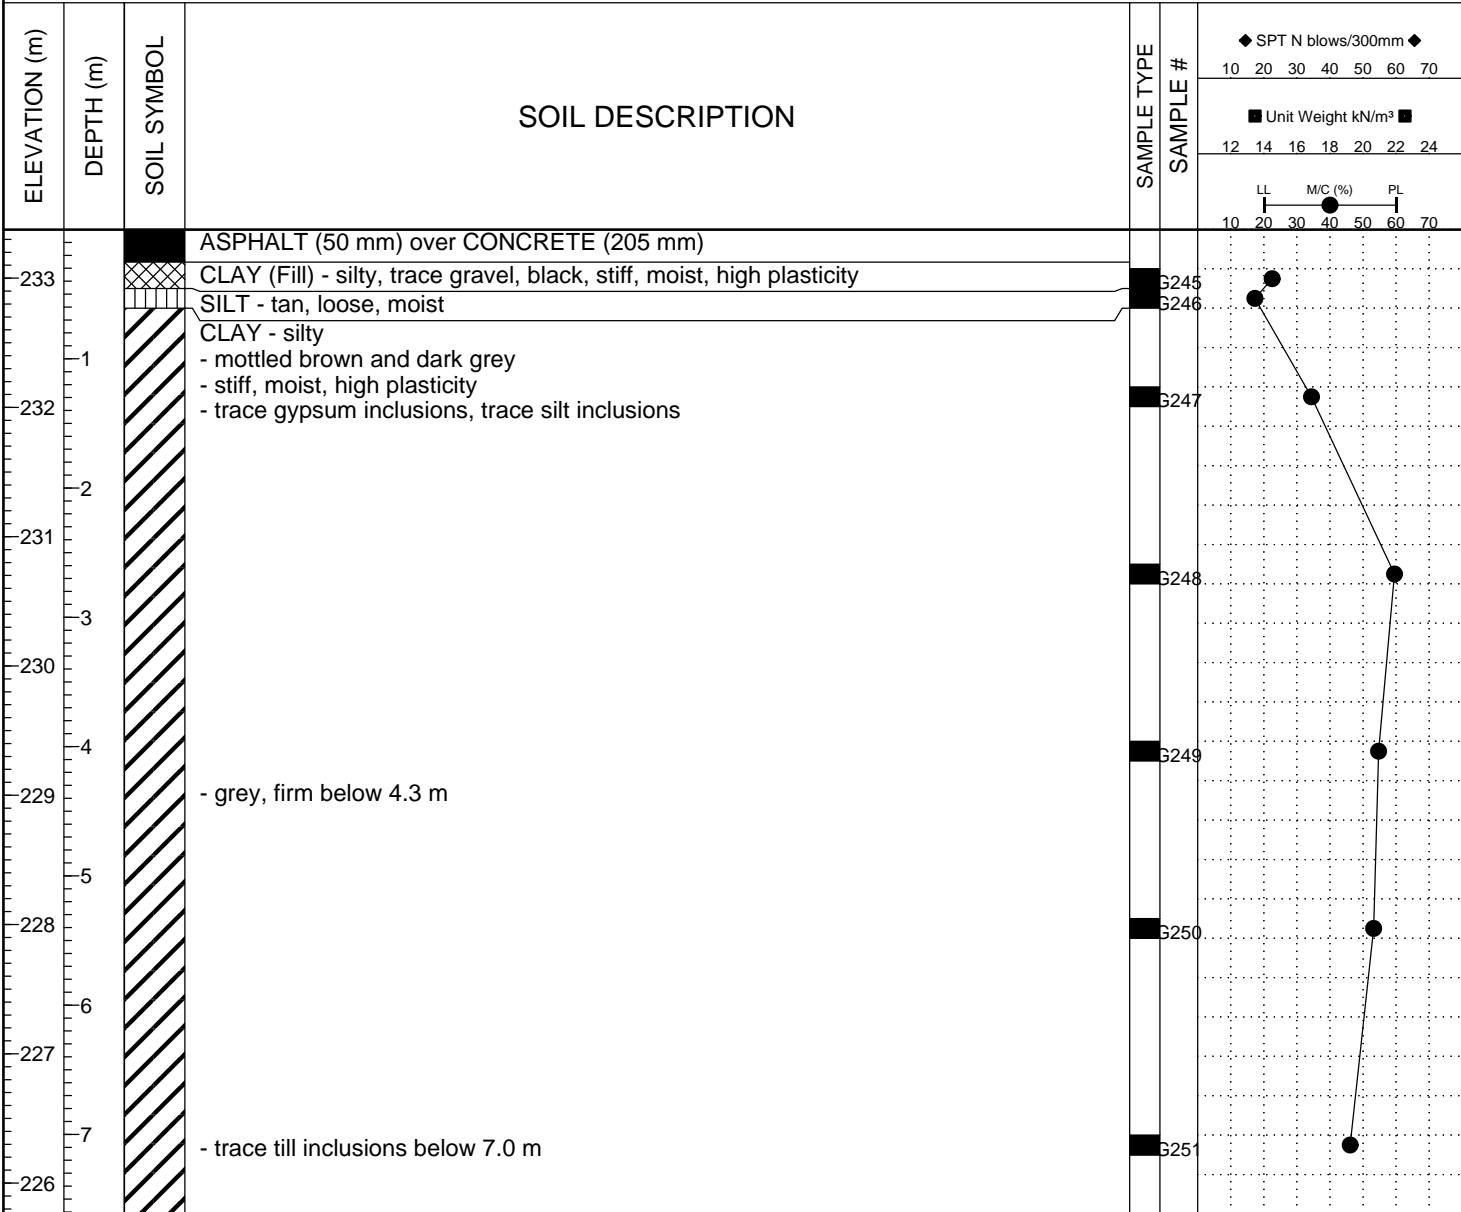 ELEVATION (m)
DEPTH (m)
SOIL SYMBOL
SOIL DESCRIPTION
SAMPLE TYPE
SAMPLE #
◆ SPT N blows/300mm ◆
10 20 30 40 50 60 70
■ Unit Weight kN/m³ ■
12 14 16 18 20 22 24
LL M/C (%) PL
10 20 30 40 50 60 70
ASPHALT (50 mm) over CONCRETE (205 mm)
233
CLAY (Fill) - silty, trace gravel, black, stiff, moist, high plasticity
G245
SILT - tan, loose, moist
G246
CLAY - silty
1
- mottled brown and dark grey
- stiff, moist, high plasticity
232
- trace gypsum inclusions, trace silt inclusions
G247
2
231
G248
3
230
4
G249
229
- grey, firm below 4.3 m
5
228
G250
6
227
7
- trace till inclusions below 7.0 m
G251
226